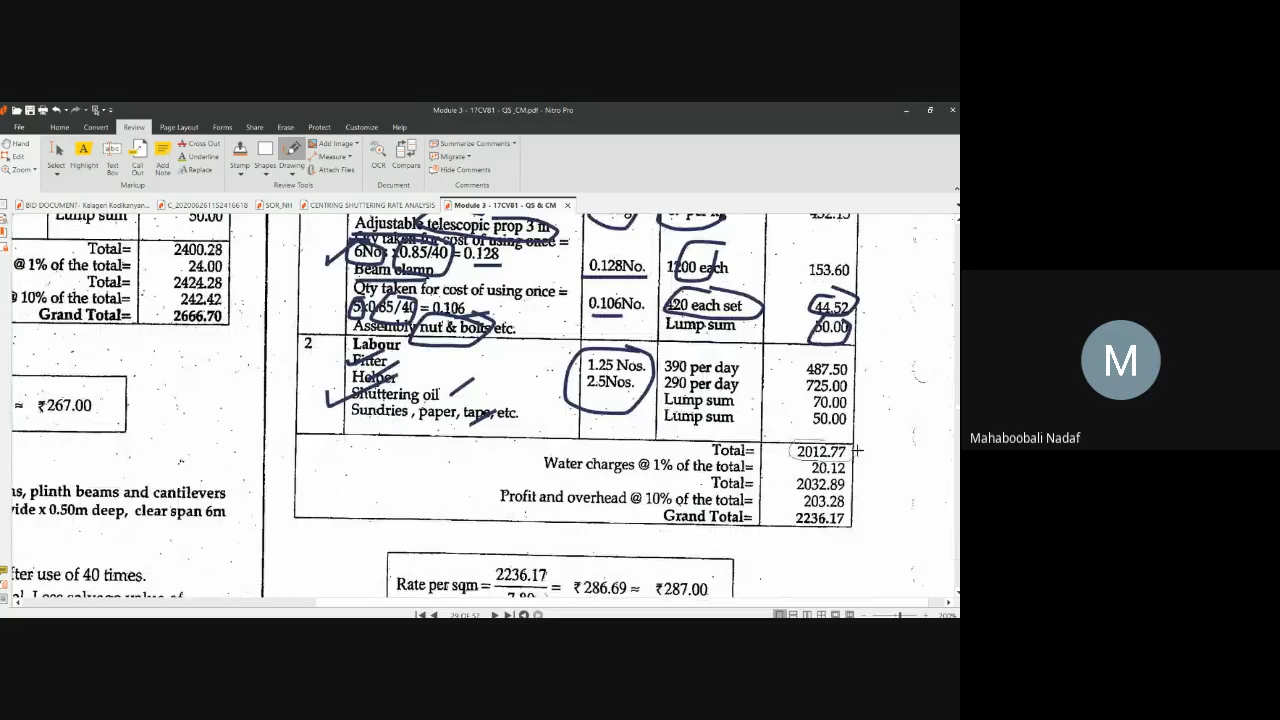 Module 3 - 17CV81 - QS_CM.pdf - Nitro Pro
File Home Convert Review Page Layout Forms Share Erase Protect Customize Help
Hand
Edit
Zoom
Select
Highlight
Text Box
Call Out
Add Note
Cross Out
Underline
Replace
Markup
Stamp
Shapes
Drawing
Add Image
Measure
Attach Files
Review Tools
OCR
Compare
Document
Summarize Comments
Migrate
Hide Comments
Comments
BID DOCUMENT- Kelageri Kodikanyan...
C_2020062611152416618
SOR_NH
CENTRING SHUTTERING RATE ANALYSIS
Module 3 - 17CV81 - QS & CM
Lump sum 50.00
Total= 2400.28
@ 1% of the total= 24.00
Total= 2424.28
@ 10% of the total= 242.42
Grand Total= 2666.70
≈ ₹267.00
ns, plinth beams and cantilevers
vide x 0.50m deep, clear span 6m
fter use of 40 times.
Adjustable telescopic prop 3 m
Qty taken for cost of using once =
6Nos x0.85/40 = 0.128 0.128No. 1200 each 153.60
Beam clamp
Qty taken for cost of using once =
5x0.85/40 = 0.106 0.106No. 420 each set 44.52
Assembly nut & bolts etc. Lump sum 50.00
2 Labour
Fitter 1.25 Nos. 390 per day 487.50
Helper 2.5Nos. 290 per day 725.00
Shuttering oil Lump sum 70.00
Sundries , paper, tape, etc. Lump sum 50.00
Total= 2012.77
Water charges @ 1% of the total= 20.12
Total= 2032.89
Profit and overhead @ 10% of the total= 203.28
Grand Total= 2236.17
Rate per sqm = 2236.17 = ₹ 286.69 ≈ ₹287.00
29 OF 57
200%
M
Mahaboobali Nadaf